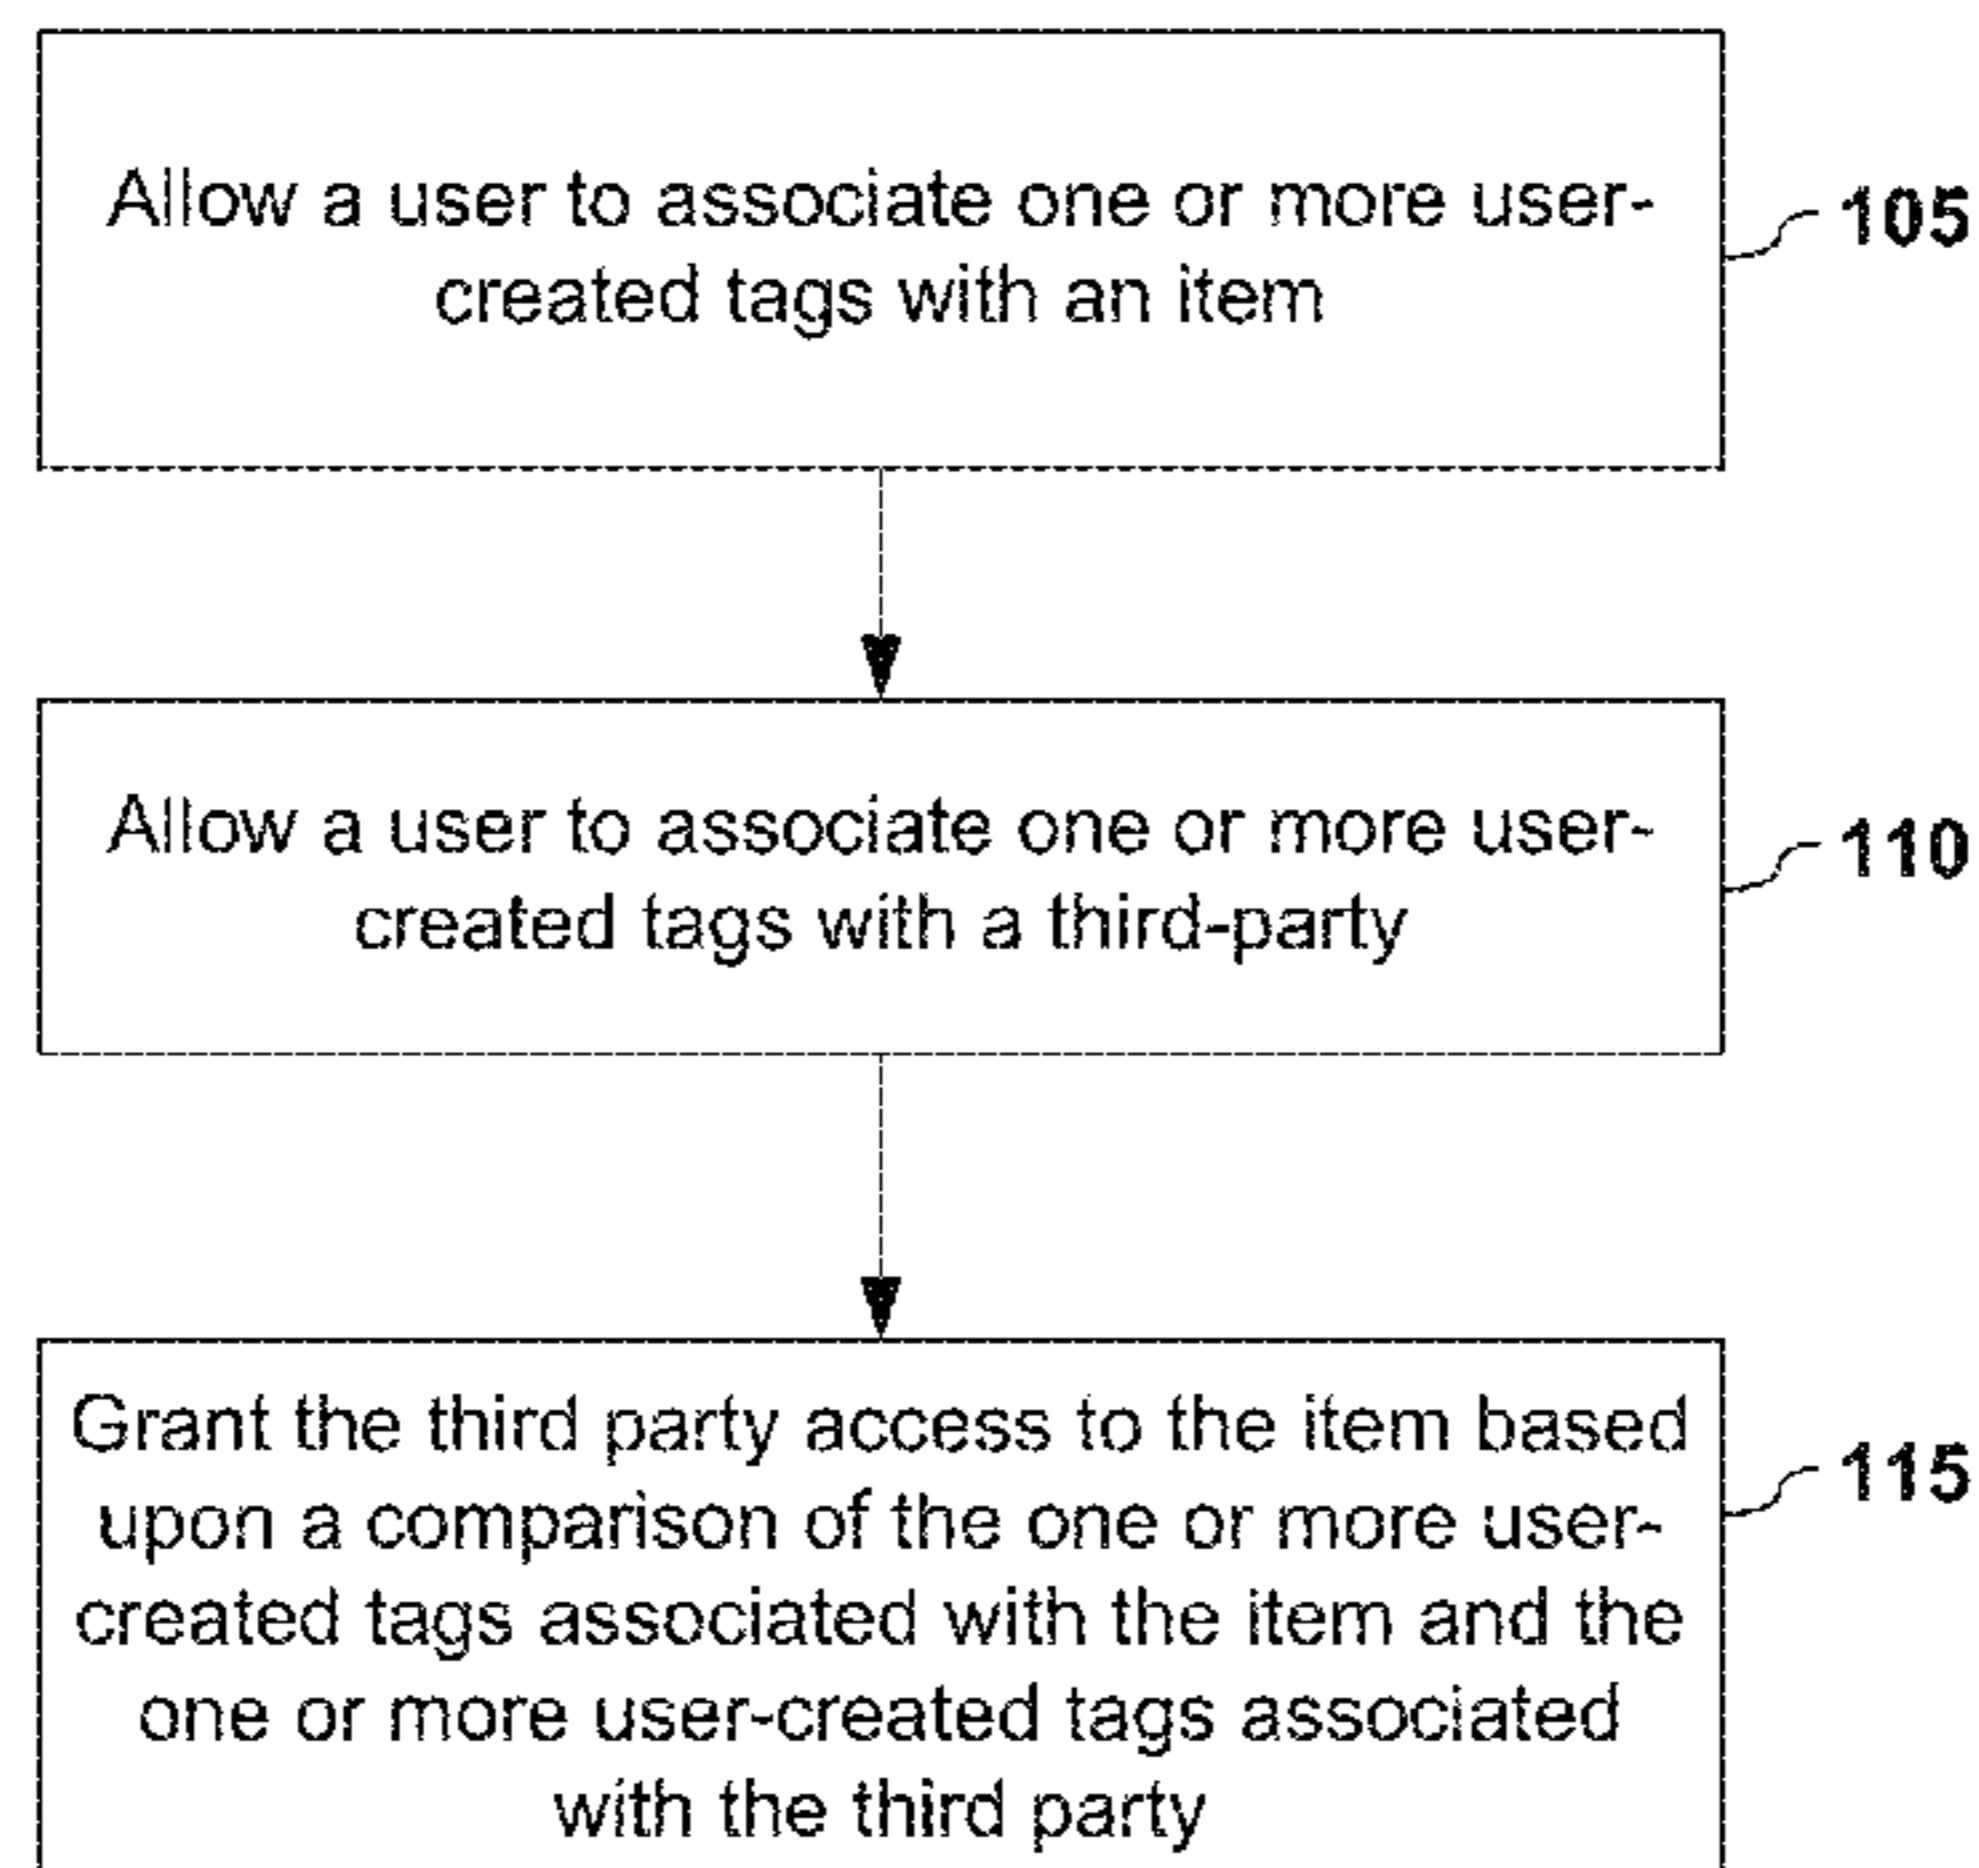 Allow a user to associate one or more user-
created tags with an item
105
Allow a user to associate one or more user-
created tags with a third-party
110
Grant the third party access to the item based
upon a comparison of the one or more user-
created tags associated with the item and the
one or more user-created tags associated
with the third party
115